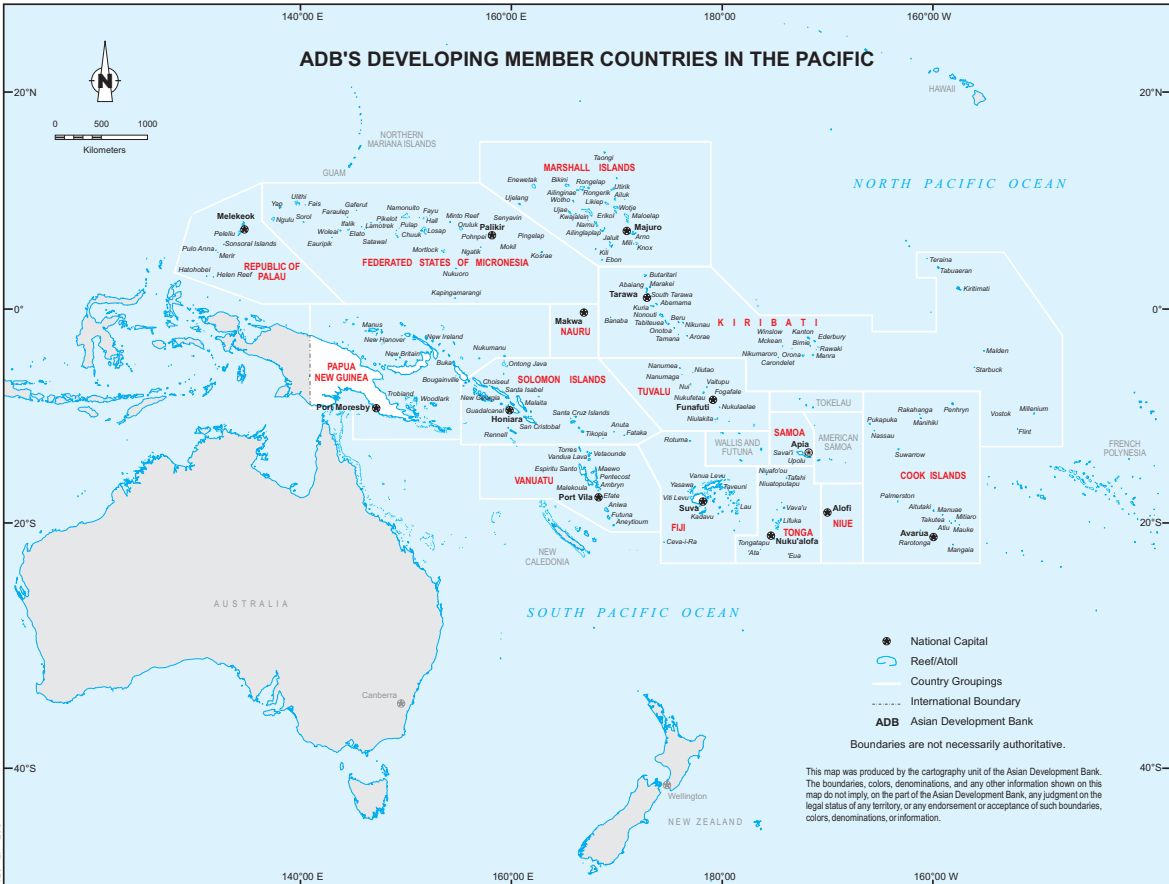 140°00' E
160°00' E
180°00'
160°00' W
ADB'S DEVELOPING MEMBER COUNTRIES IN THE PACIFIC
N
0 500 1000
Kilometers
20°N
20°N
HAWAII
NORTHERN
MARIANA ISLANDS
GUAM
NORTH PACIFIC OCEAN
MARSHALL ISLANDS
Taongi
Enewetak
Bikini
Rongelap
Utirik
Ailinginae
Rongerik
Ailuk
Ujelang
Wotho
Likiep
Wotje
Ujae
Erikol
Maloelap
Kwajalein
Namu
Majuro
Ailinglaplap
Jaluit
Arno
Mili
Kili
Knox
Ebon
Melekeok
Peleliu
Sonsoral Islands
Pulo Anna
Merir
Hatohobei
Helen Reef
REPUBLIC OF
PALAU
Yap
Ulithi
Fais
Gaferut
Namonuito
Fayu
Minto Reef
Ngulu
Sorol
Faraulep
Pikelot
Hall
Senyavin
Ifalik
Lamotrek
Pulap
Oruluk
Palikir
Woleai
Elato
Chuuk
Losap
Pohnpei
Pingelap
Eauripik
Satawal
Mokil
Mortlock
Ngatik
Kosrae
FEDERATED STATES OF MICRONESIA
Nukuoro
Kapingamarangi
0°
0°
Makwa
NAURU
Butaritari
Abaiang
Marakei
Tarawa
South Tarawa
Abemama
Kuria
Nonouti
Banaba
Tabiteuea
Beru
Nikunau
Onotoa
Tamana
Arorae
KIRIBATI
Winslow
Kanton
Ederbury
Mckean
Birnie
Rawaki
Nikumaroro
Orona
Manra
Carondelet
Teraina
Tabuaeran
Kiritimati
Malden
Starbuck
Vostok
Millenium
Flint
Manus
New Hanover
New Ireland
New Britain
Nukumanu
Buka
Bougainville
PAPUA
NEW GUINEA
Trobiand
Woodlark
Port Moresby
Ontong Java
SOLOMON ISLANDS
Choiseul
Santa Isabel
New Georgia
Malaita
Guadalcanal
Honiara
Santa Cruz Islands
San Cristobal
Anuta
Rennell
Tikopia
Fataka
Nanumea
Niutao
Nanumaga
TUVALU
Nui
Vaitupu
Nukufetau
Fogafale
Funafuti
Nukulaelae
Niulakita
TOKELAU
Rotuma
WALLIS AND
FUTUNA
SAMOA
Apia
Savai'i
Upolu
AMERICAN
SAMOA
Pukapuka
Rakahanga
Penrhyn
Manihiki
Nassau
Suwarrow
COOK ISLANDS
Palmerston
Aitutaki
Manuae
Takutea
Mitiaro
Atiu
Mauke
Avarua
Rarotonga
Mangaia
FRENCH
POLYNESIA
Torres
Vetaounde
Vandua Lava
Espiritu Santo
Maewo
Pentecost
VANUATU
Ambryn
Malekoula
Efate
Port Vila
Aniwa
Futuna
Aneytioum
NEW
CALEDONIA
Vanua Levu
Yasawa
Taveuni
Viti Levu
Suva
Lau
Kadavu
FIJI
Ceva-i-Ra
Niuafo'ou
Tafahi
Niuatoputapu
Vava'u
Lifuka
TONGA
Tongatapu
Nuku'alofa
'Ata
'Eua
Alofi
NIUE
20°S
20°S
AUSTRALIA
Canberra
SOUTH PACIFIC OCEAN
Wellington
NEW ZEALAND
National Capital
Reef/Atoll
Country Groupings
International Boundary
ADB Asian Development Bank
Boundaries are not necessarily authoritative.
This map was produced by the cartography unit of the Asian Development Bank.
The boundaries, colors, denominations, and any other information shown on this
map do not imply, on the part of the Asian Development Bank, any judgment on the
legal status of any territory, or any endorsement or acceptance of such boundaries,
colors, denominations, or information.
40°S
40°S
140°00' E
160°00' E
180°00'
160°00' W